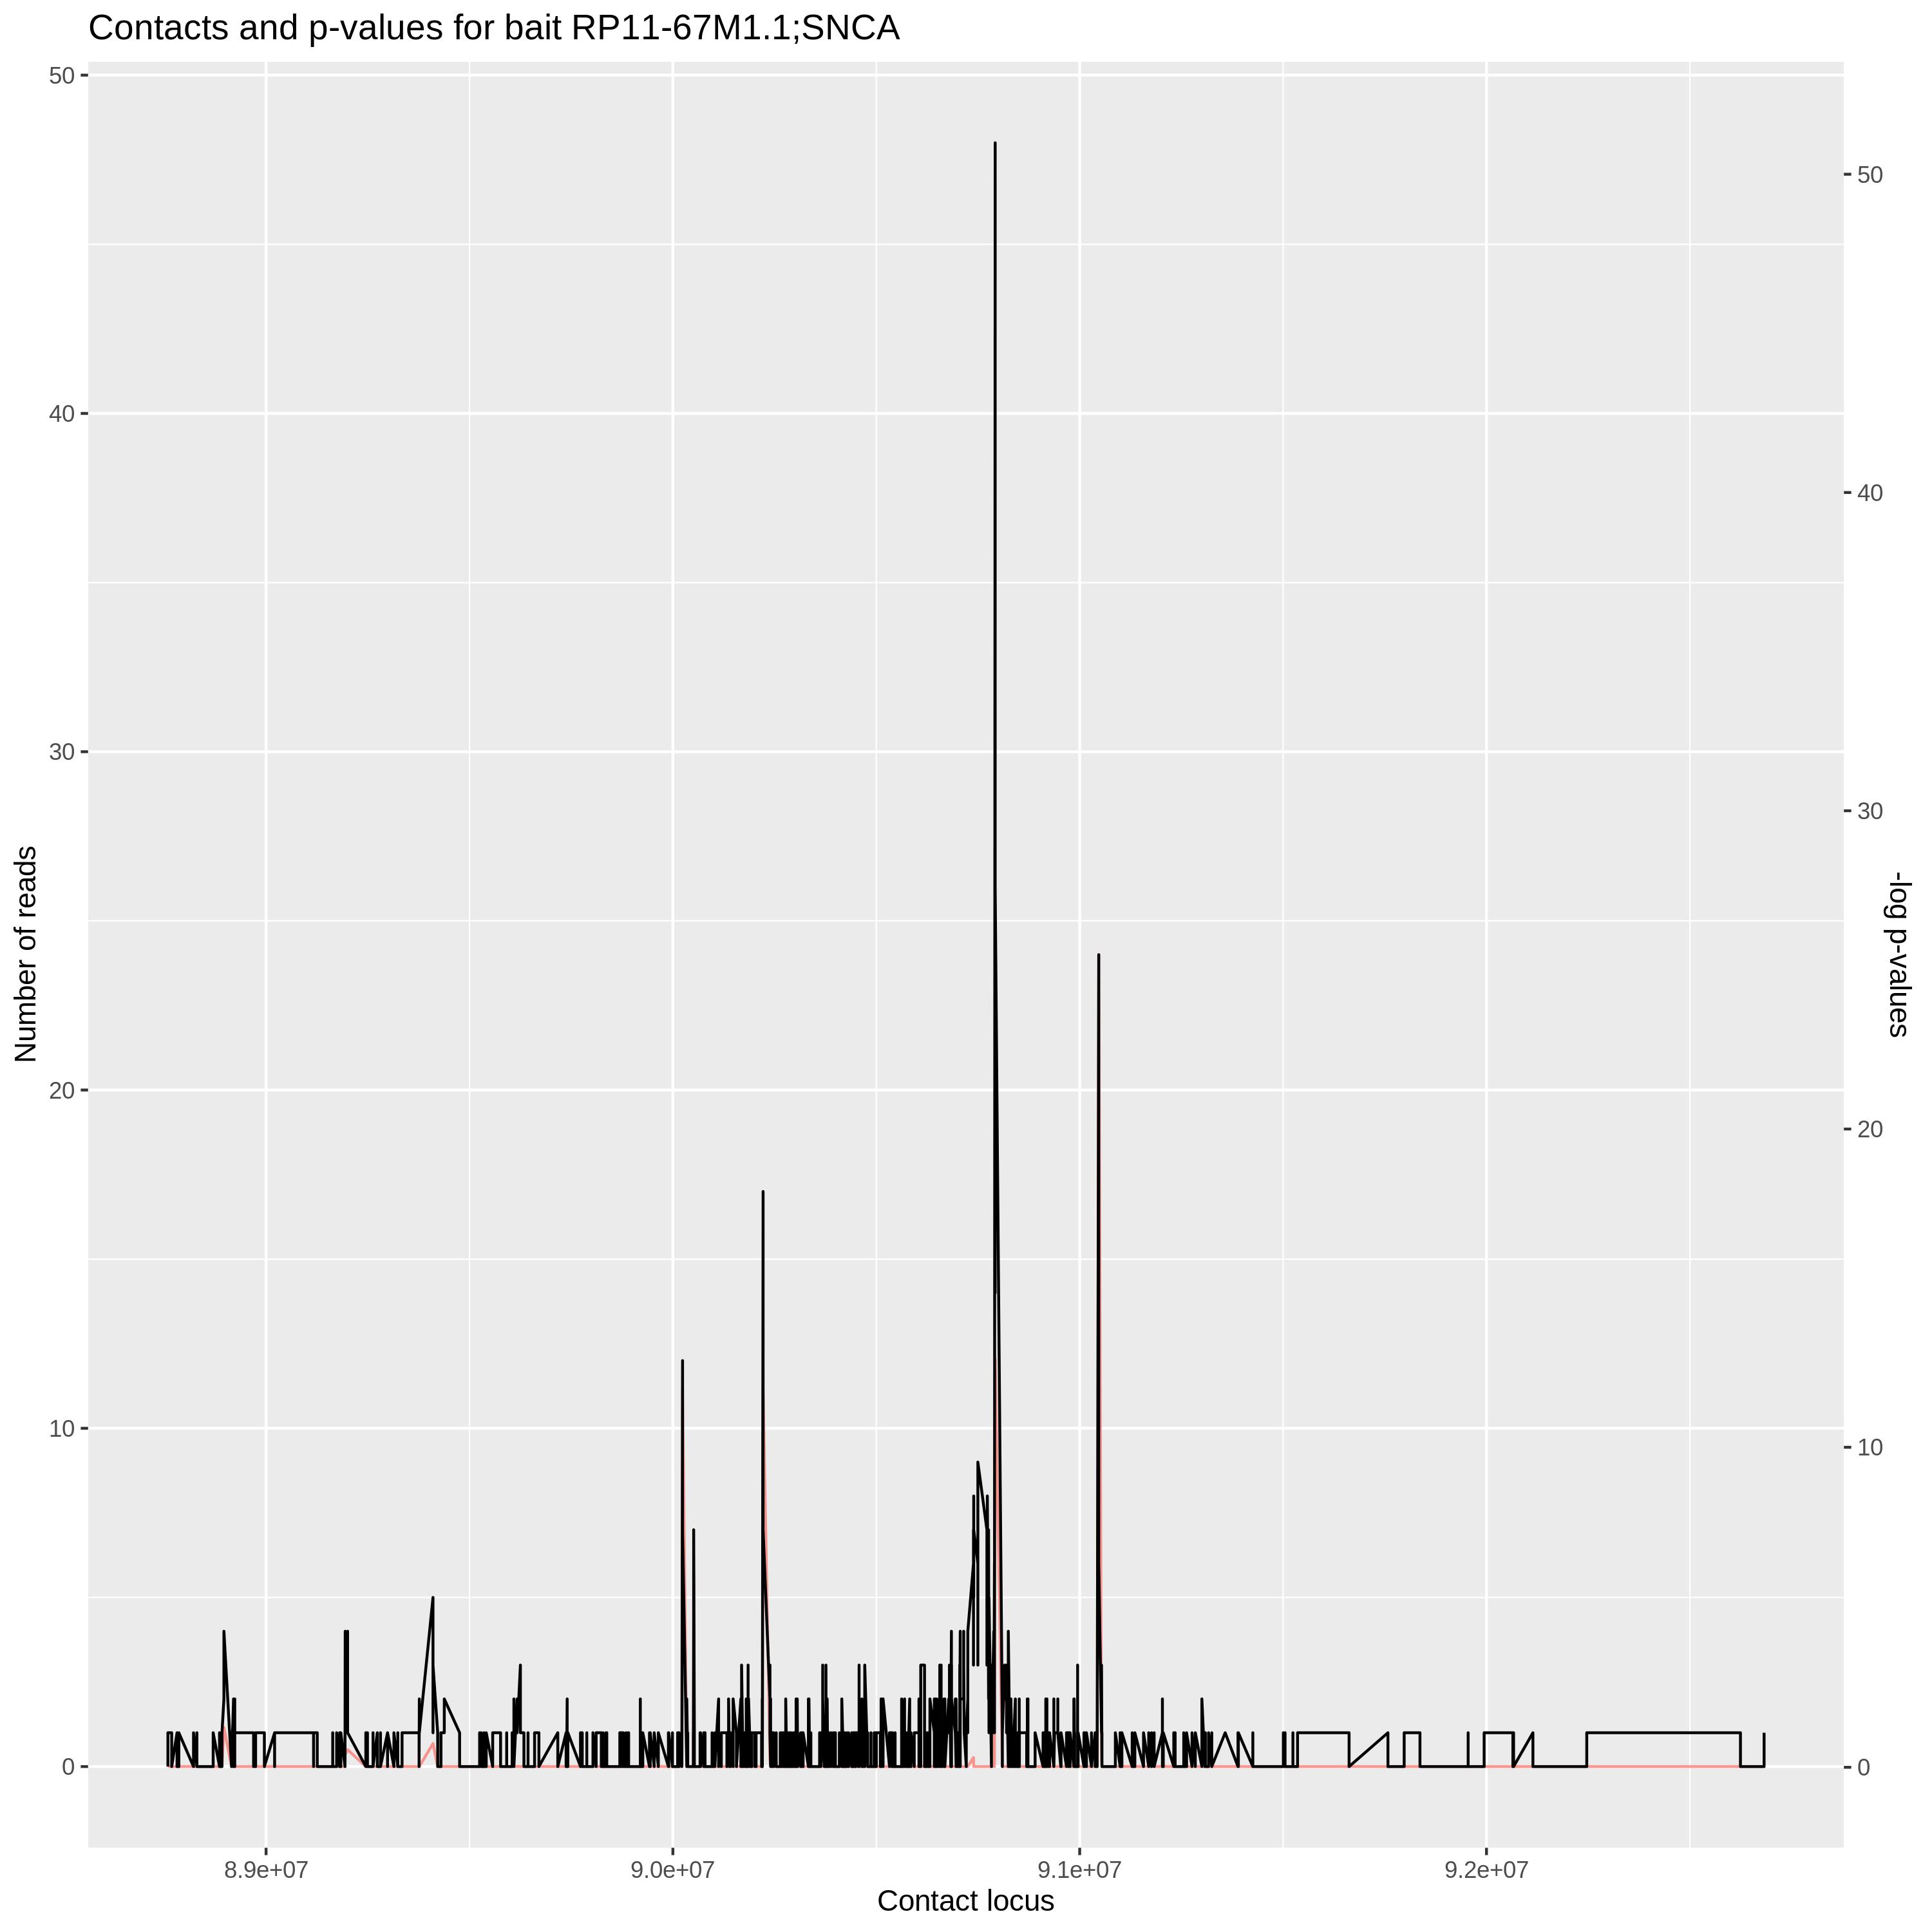 Contacts and p-values for bait RP11-67M1.1;SNCA
50
40
30
20
10
0
Number of reads
50
40
30
20
10
0
-log p-values
8.9e+07
9.0e+07
9.1e+07
9.2e+07
Contact locus